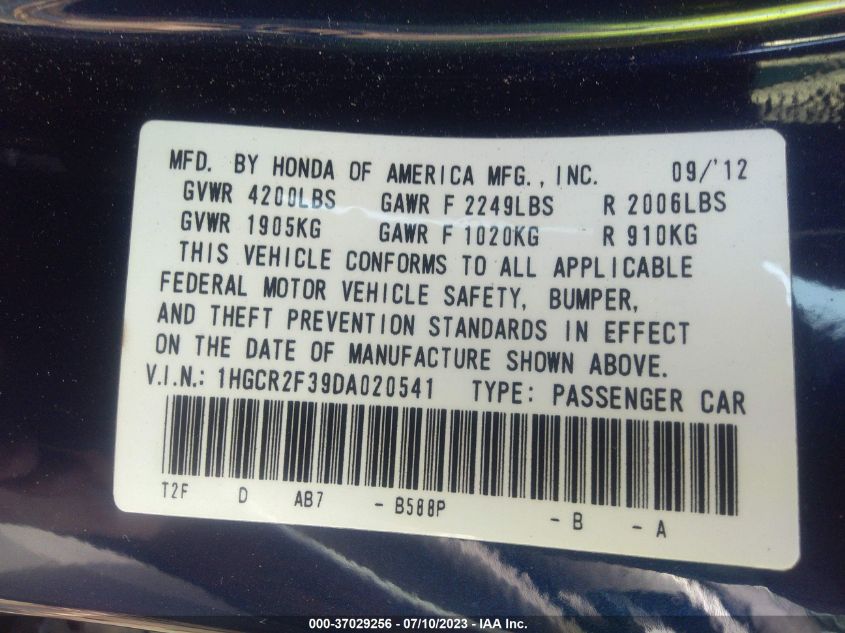 MFD. BY HONDA OF AMERICA MFG., INC. 09/'12
GVWR 4200LBS GAWR F 2249LBS R 2006LBS
GVWR 1905KG GAWR F 1020KG R 910KG
THIS VEHICLE CONFORMS TO ALL APPLICABLE
FEDERAL MOTOR VEHICLE SAFETY, BUMPER,
AND THEFT PREVENTION STANDARDS IN EFFECT
ON THE DATE OF MANUFACTURE SHOWN ABOVE.
V.I.N.: 1HGCR2F39DA020541 TYPE: PASSENGER CAR
T2F D AB7 - B588P - B - A
000-37029256 - 07/10/2023 - IAA Inc.